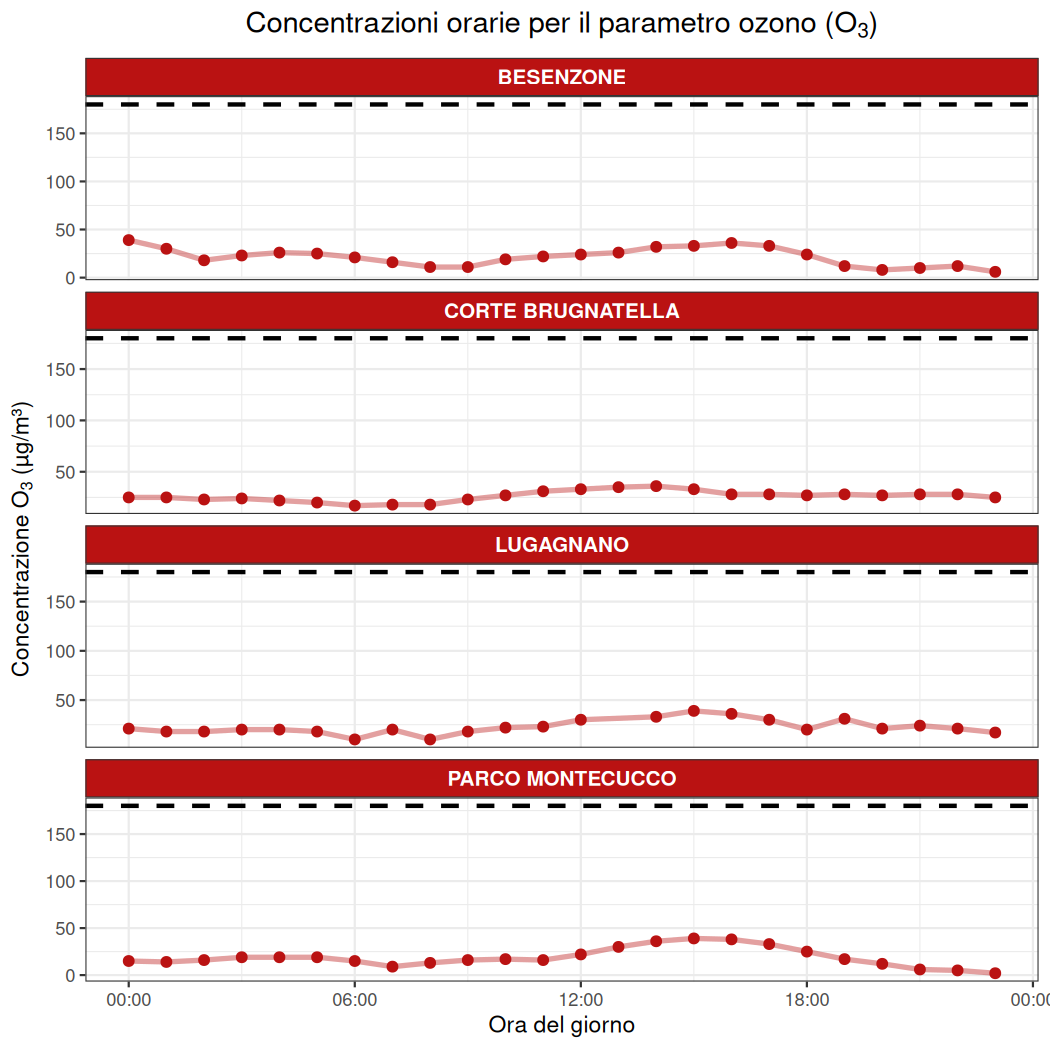 Concentrazioni orarie per il parametro ozono (O₃)
BESENZONE
150
100
50
0
CORTE BRUGNATELLA
150
100
50
LUGAGNANO
150
100
50
PARCO MONTECUCCO
150
100
50
0
00:00 06:00 12:00 18:00 00:00
Ora del giorno
Concentrazione O₃ (µg/m³)